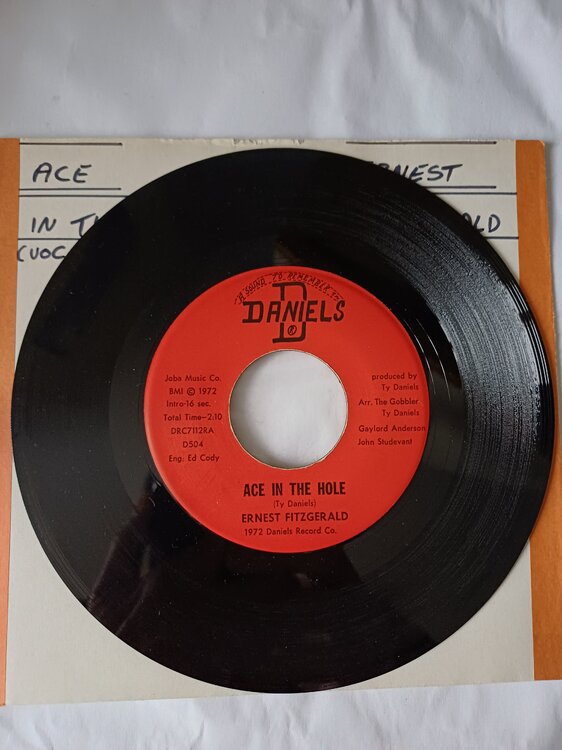 ACE ERNEST
IN
A SOUND TO REMEMBER
D
DANIELS
®
Joba Music Co.
BMI © 1972
Intro-16 sec.
Total Time-2:10
DRC7112RA
D504
Eng: Ed Cody
produced by
Ty Daniels
Arr. The Gobbler,
Ty Daniels
Gaylord Anderson
John Studevant
ACE IN THE HOLE
(Ty Daniels)
ERNEST FITZGERALD
1972 Daniels Record Co.